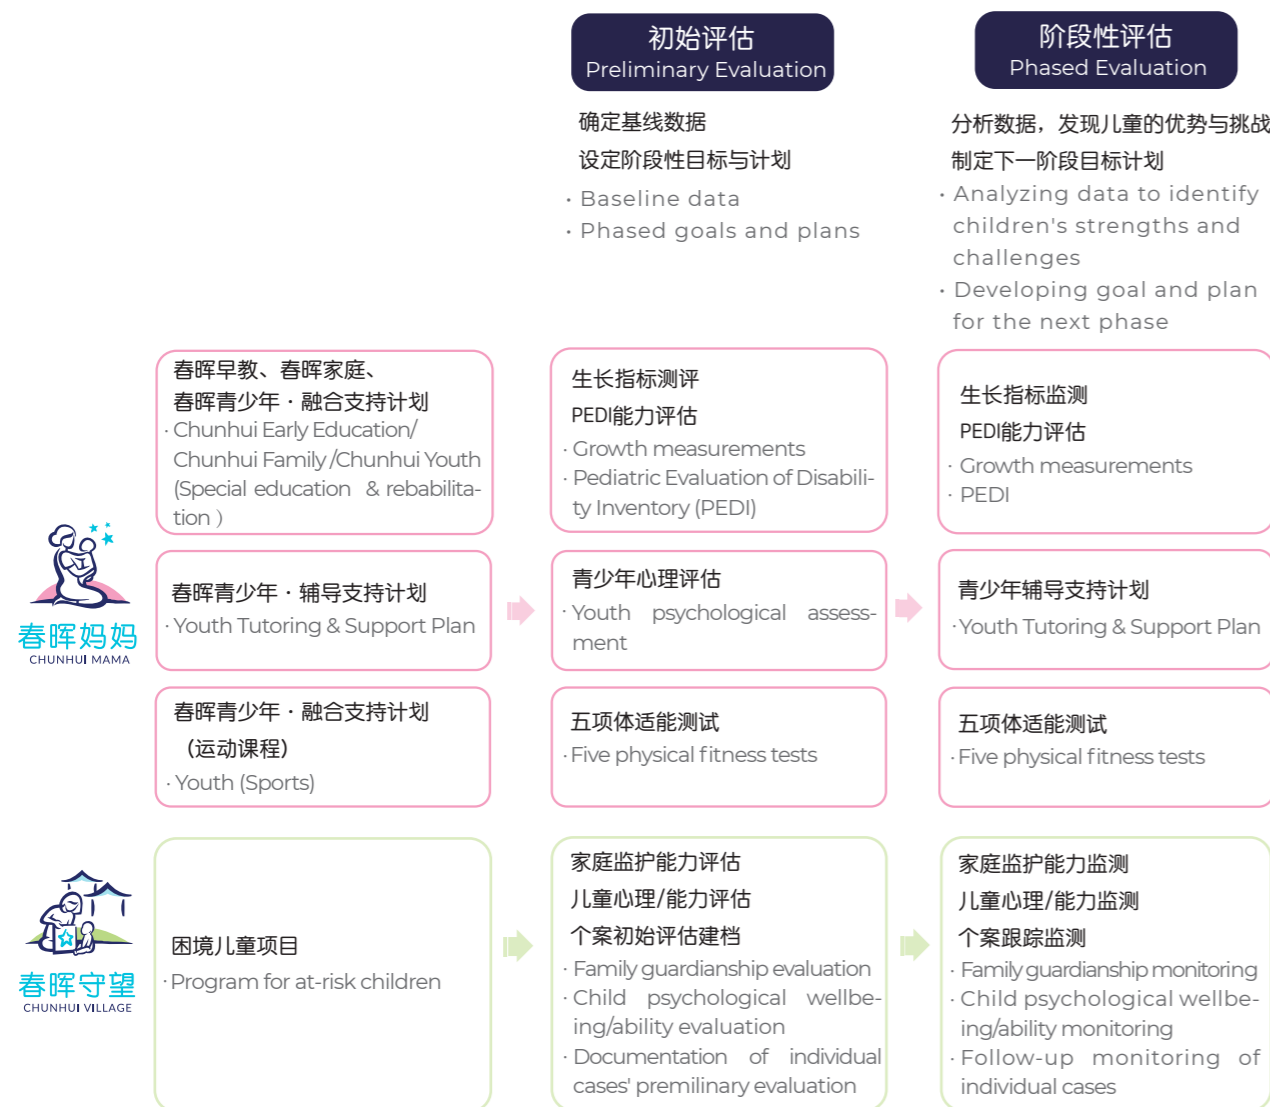 初始评估
Preliminary Evaluation
阶段性评估
Phased Evaluation
确定基线数据
设定阶段性目标与计划
· Baseline data
· Phased goals and plans
分析数据，发现儿童的优势与挑战
制定下一阶段目标计划
· Analyzing data to identify
children's strengths and
challenges
· Developing goal and plan
for the next phase
春晖妈妈
CHUNHUI MAMA
春晖早教、春晖家庭、
春晖青少年·融合支持计划
· Chunhui Early Education/
Chunhui Family/Chunhui Youth
(Special education & rebabilita-
tion）
生长指标测评
PEDI能力评估
· Growth measurements
· Pediatric Evaluation of Disabili-
ty Inventory (PEDI)
生长指标监测
PEDI能力评估
· Growth measurements
· PEDI
春晖青少年·辅导支持计划
· Youth Tutoring & Support Plan
青少年心理评估
· Youth psychological assess-
ment
青少年辅导支持计划
· Youth Tutoring & Support Plan
春晖青少年·融合支持计划
（运动课程）
· Youth (Sports)
五项体适能测试
· Five physical fitness tests
五项体适能测试
· Five physical fitness tests
春晖守望
CHUNHUI VILLAGE
困境儿童项目
· Program for at-risk children
家庭监护能力评估
儿童心理/能力评估
个案初始评估建档
· Family guardianship evaluation
· Child psychological wellbe-
ing/ability evaluation
· Documentation of individual
cases' premilinary evaluation
家庭监护能力监测
儿童心理/能力监测
个案跟踪监测
· Family guardianship monitoring
· Child psychological wellbe-
ing/ability monitoring
· Follow-up monitoring of
individual cases